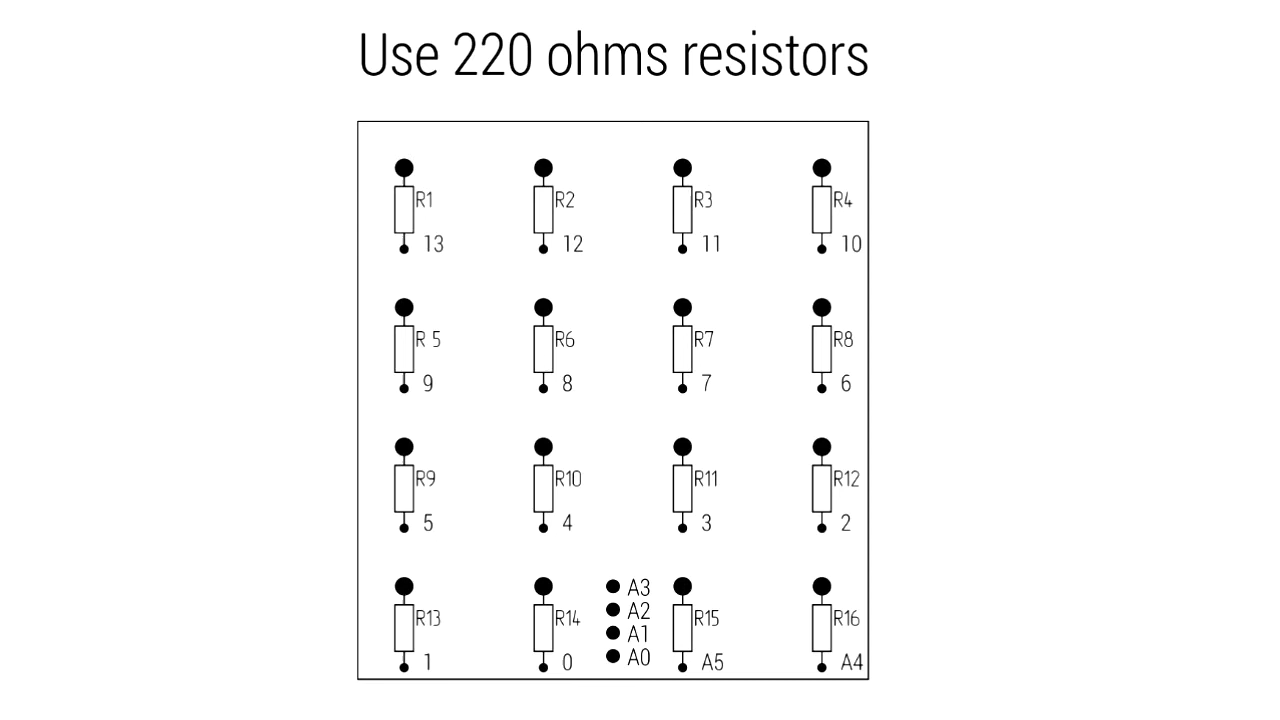 Use 220 ohms resistors
R1 R2 R3 R4
13 12 11 10
R 5 R6 R7 R8
9 8 7 6
R9 R10 R11 R12
5 4 3 2
A3
A2
R13 R14 R15 R16
A1
A0
1 0 A5 A4